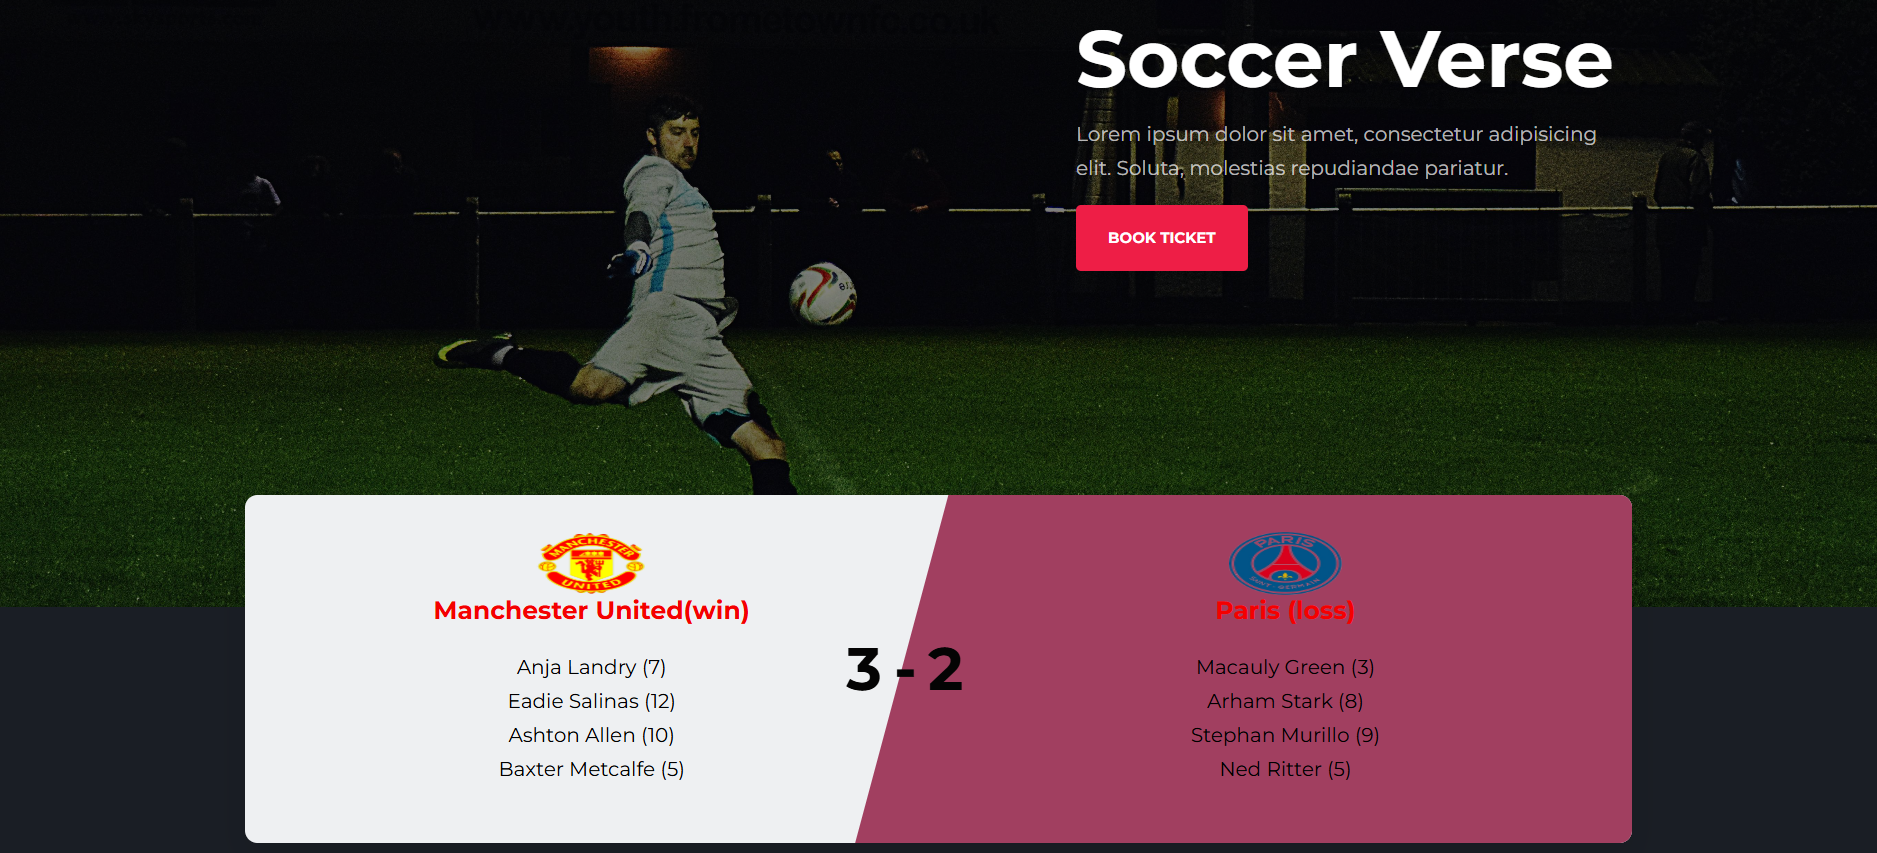 www.youth.frometownfc.co.uk
Soccer Verse
Lorem ipsum dolor sit amet, consectetur adipisicing
elit. Soluta, molestias repudiandae pariatur.
BOOK TICKET
MANCHESTER
UNITED
Manchester United(win)
Anja Landry (7)
Eadie Salinas (12)
Ashton Allen (10)
Baxter Metcalfe (5)
3 - 2
PARIS
SAINT-GERMAIN
Paris (loss)
Macauly Green (3)
Arham Stark (8)
Stephan Murillo (9)
Ned Ritter (5)